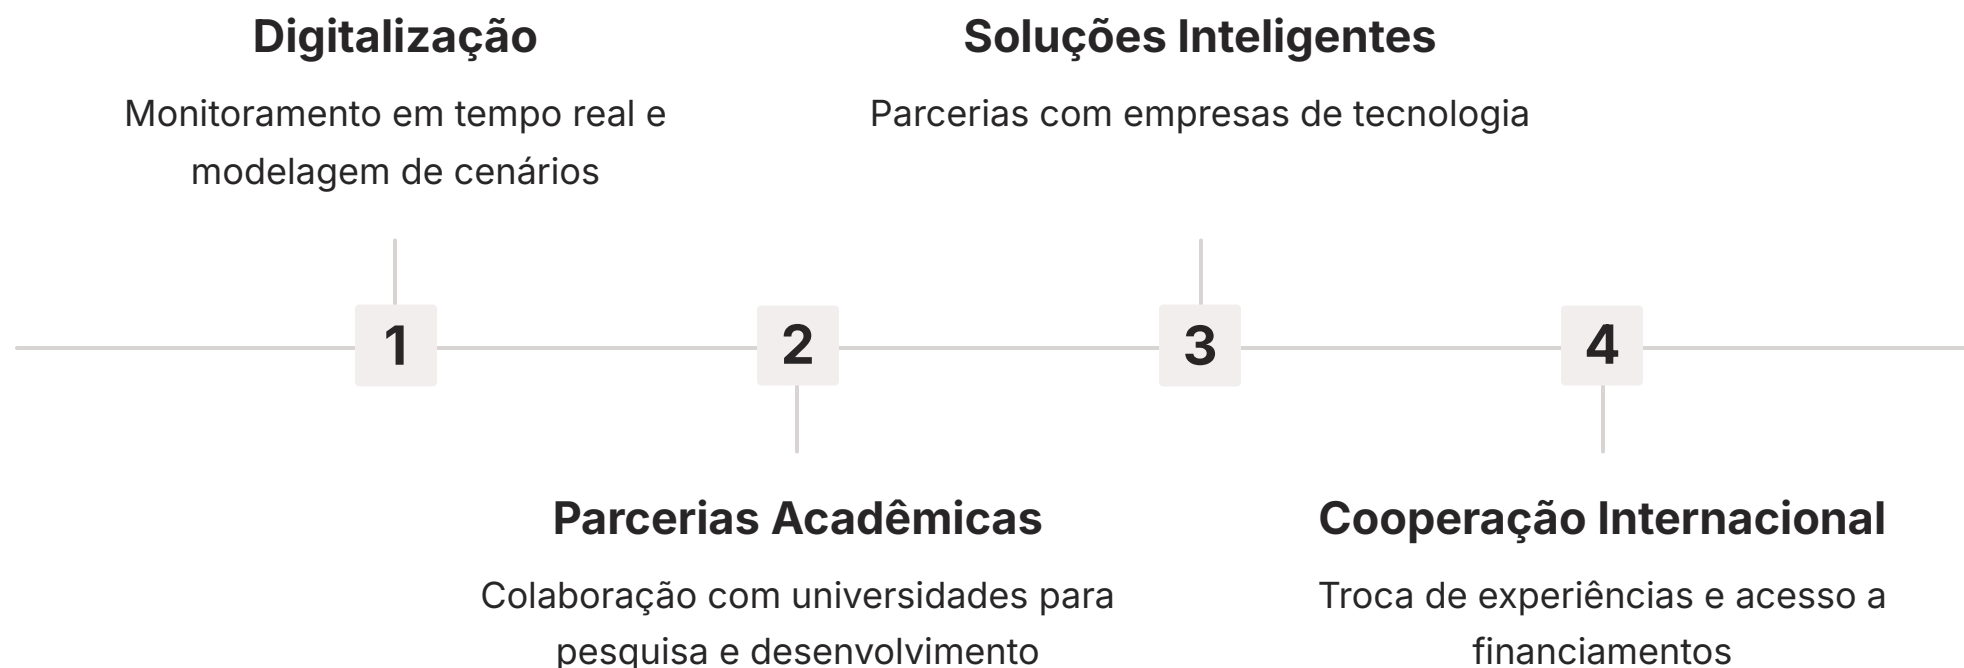 Digitalização
Monitoramento em tempo real e
modelagem de cenários
Soluções Inteligentes
Parcerias com empresas de tecnologia
1
2
3
4
Parcerias Acadêmicas
Colaboração com universidades para
pesquisa e desenvolvimento
Cooperação Internacional
Troca de experiências e acesso a
financiamentos